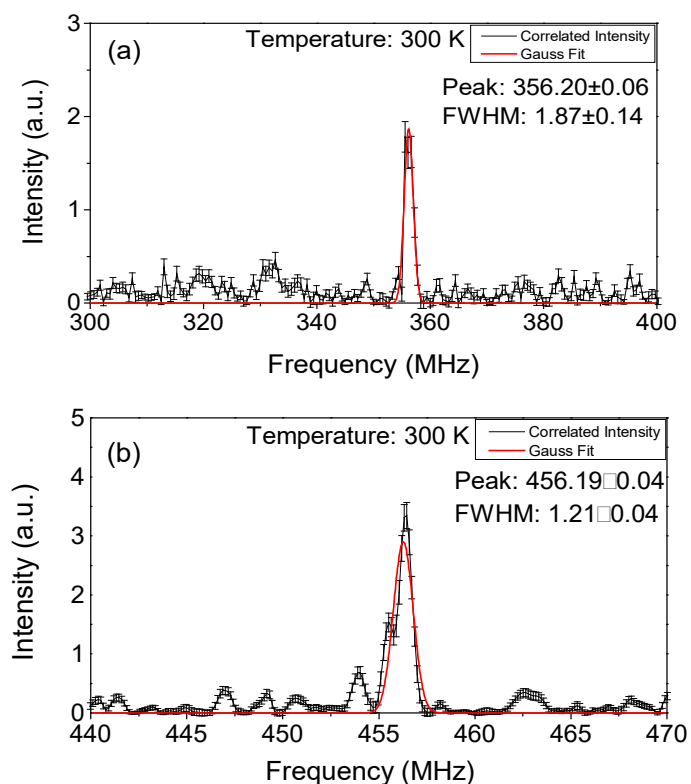 (a)
Temperature: 300 K
Correlated Intensity
Gauss Fit
Peak: 356.20±0.06
FWHM: 1.87±0.14
Intensity (a.u.)
3
2
1
0
300 320 340 360 380 400
Frequency (MHz)
(b)
Temperature: 300 K
Correlated Intensity
Gauss Fit
Peak: 456.19□0.04
FWHM: 1.21□0.04
Intensity (a.u.)
5
4
3
2
1
0
440 445 450 455 460 465 470
Frequency (MHz)